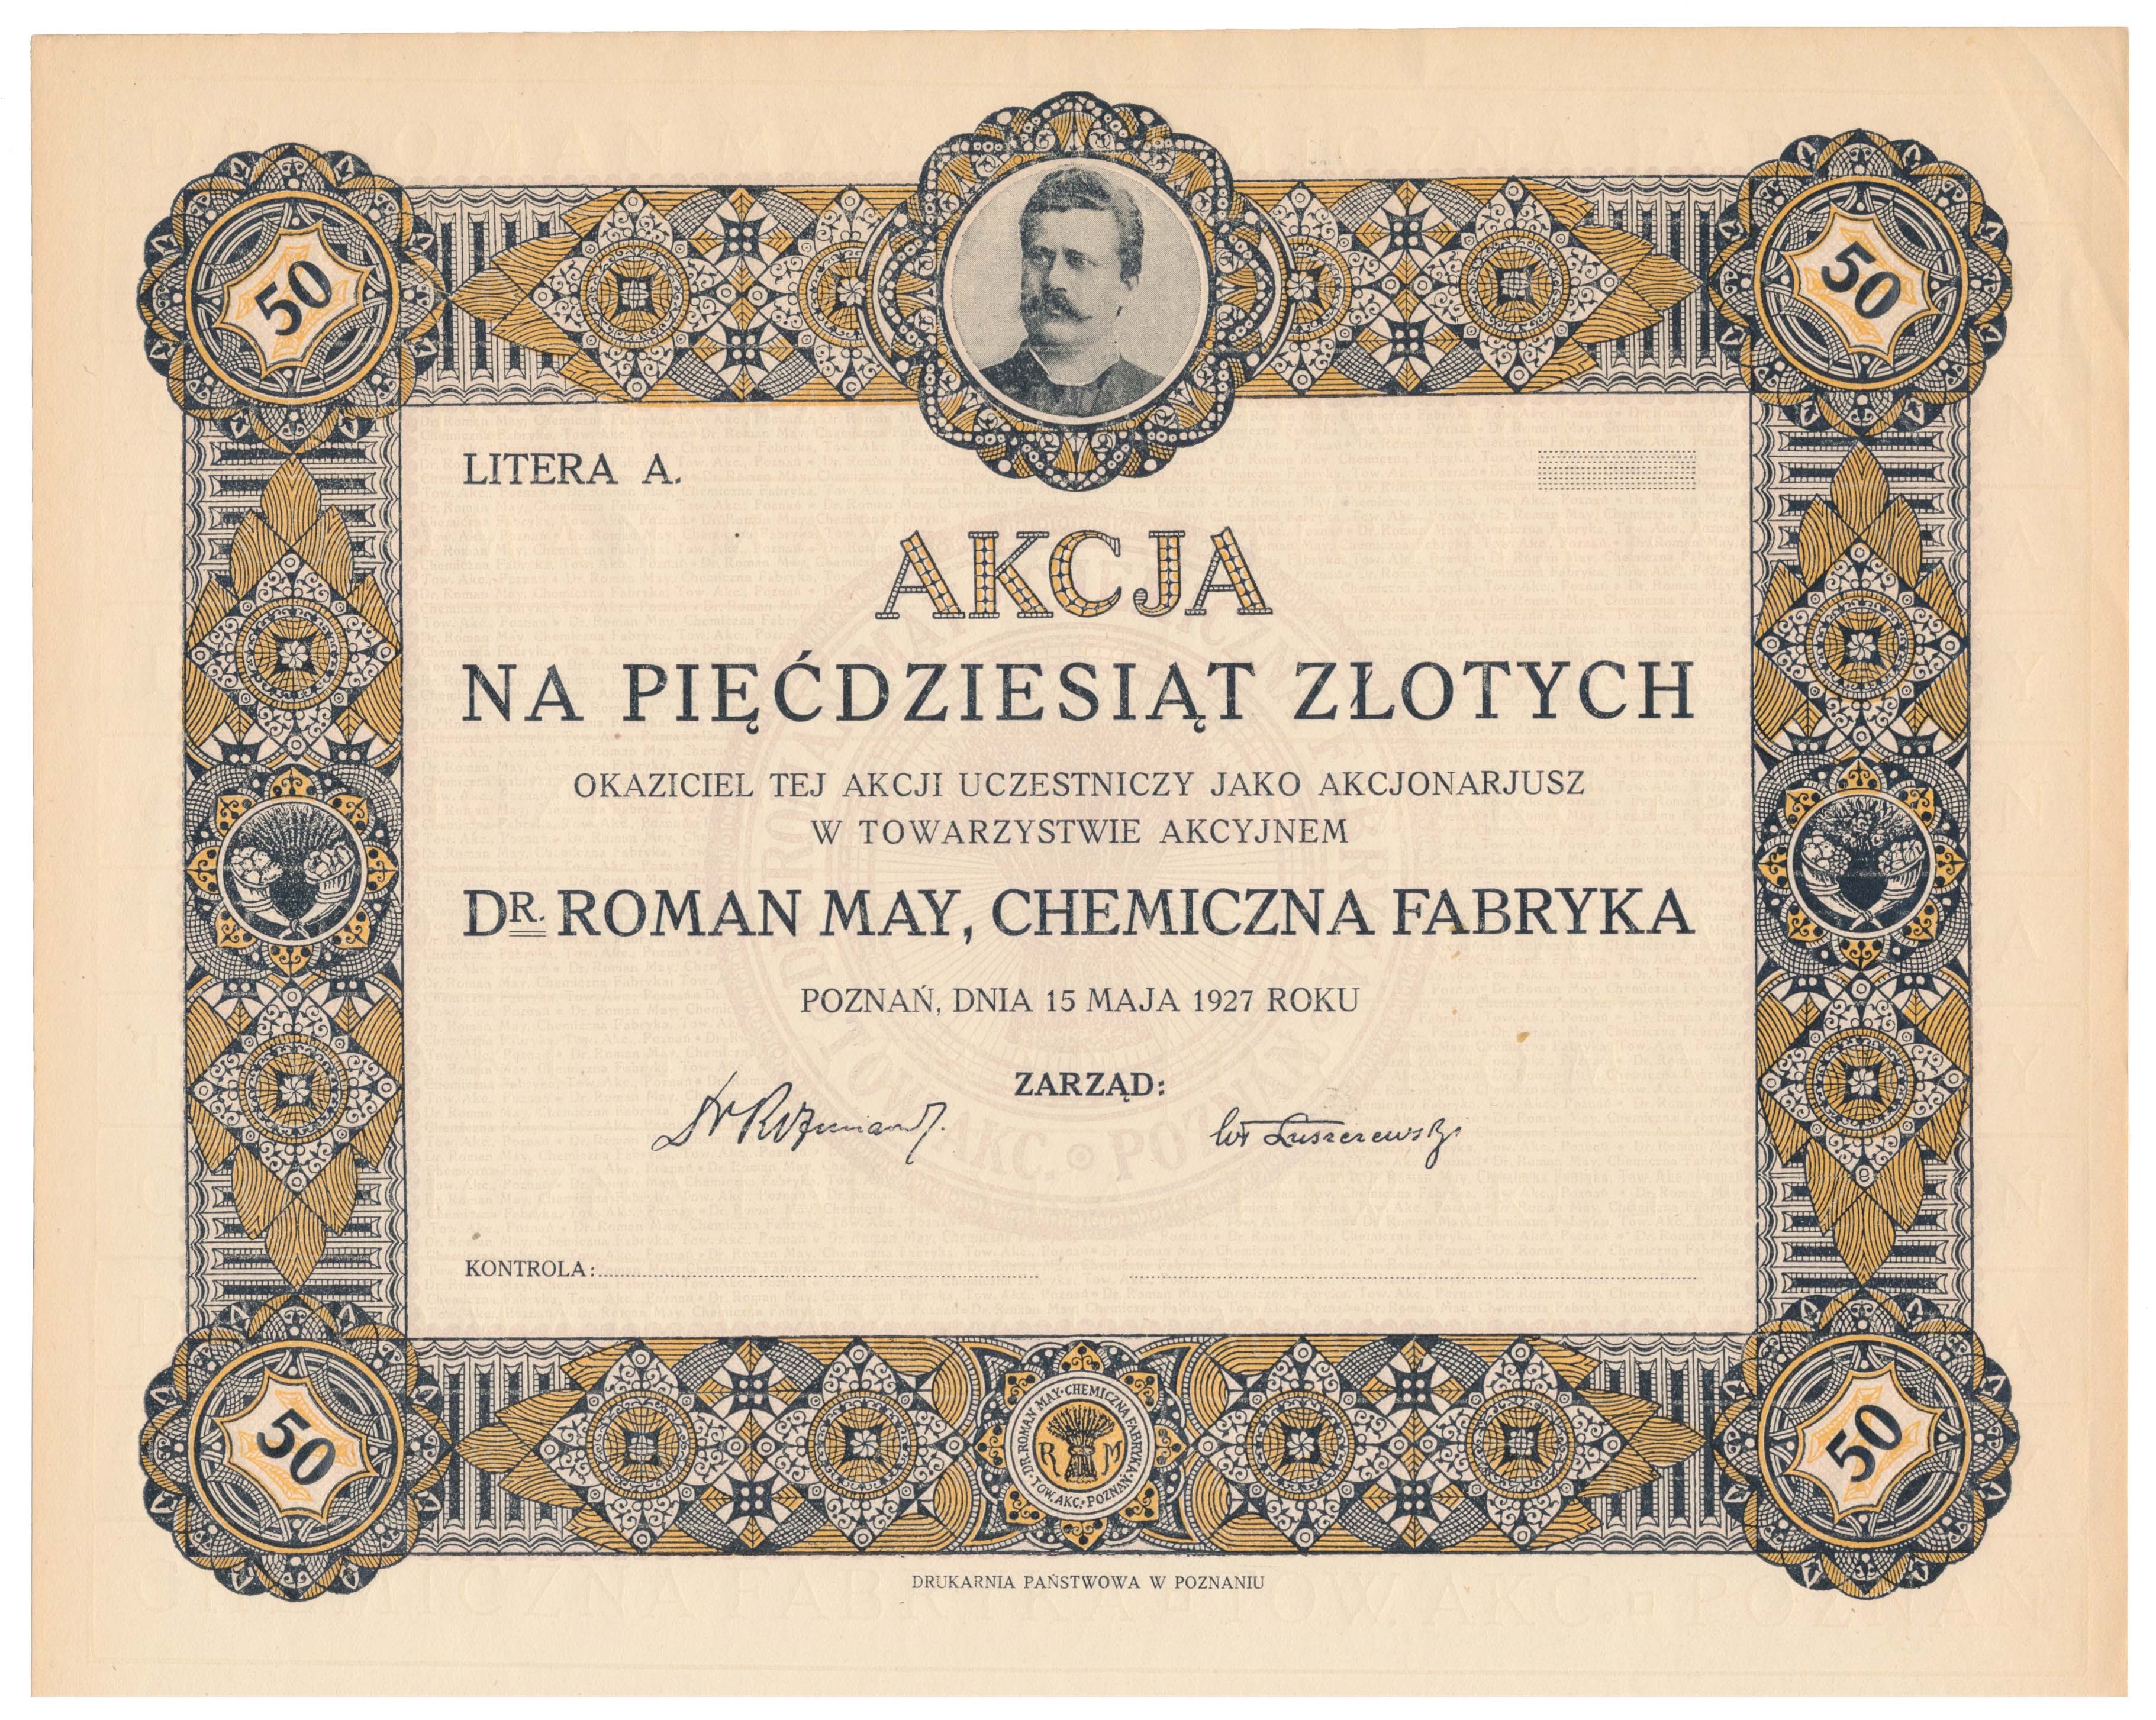 50
50
LITERA A.
AKCJA
NA PIĘĆDZIESIĄT ZŁOTYCH
OKAZICIEL TEJ AKCJI UCZESTNICZY JAKO AKCJONARJUSZ
W TOWARZYSTWIE AKCYJNEM
DR. ROMAN MAY, CHEMICZNA FABRYKA
POZNAŃ, DNIA 15 MAJA 1927 ROKU
ZARZĄD:
KONTROLA:
50
DR. ROMAN MAY · CHEMICZNA FABRYKA
TOW. AKC. POZNAŃ
R M
50
DRUKARNIA PAŃSTWOWA W POZNANIU